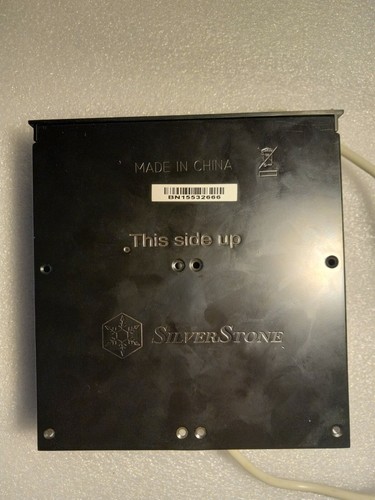 MADE IN CHINA
BN15532666
This side up
SILVERSTONE